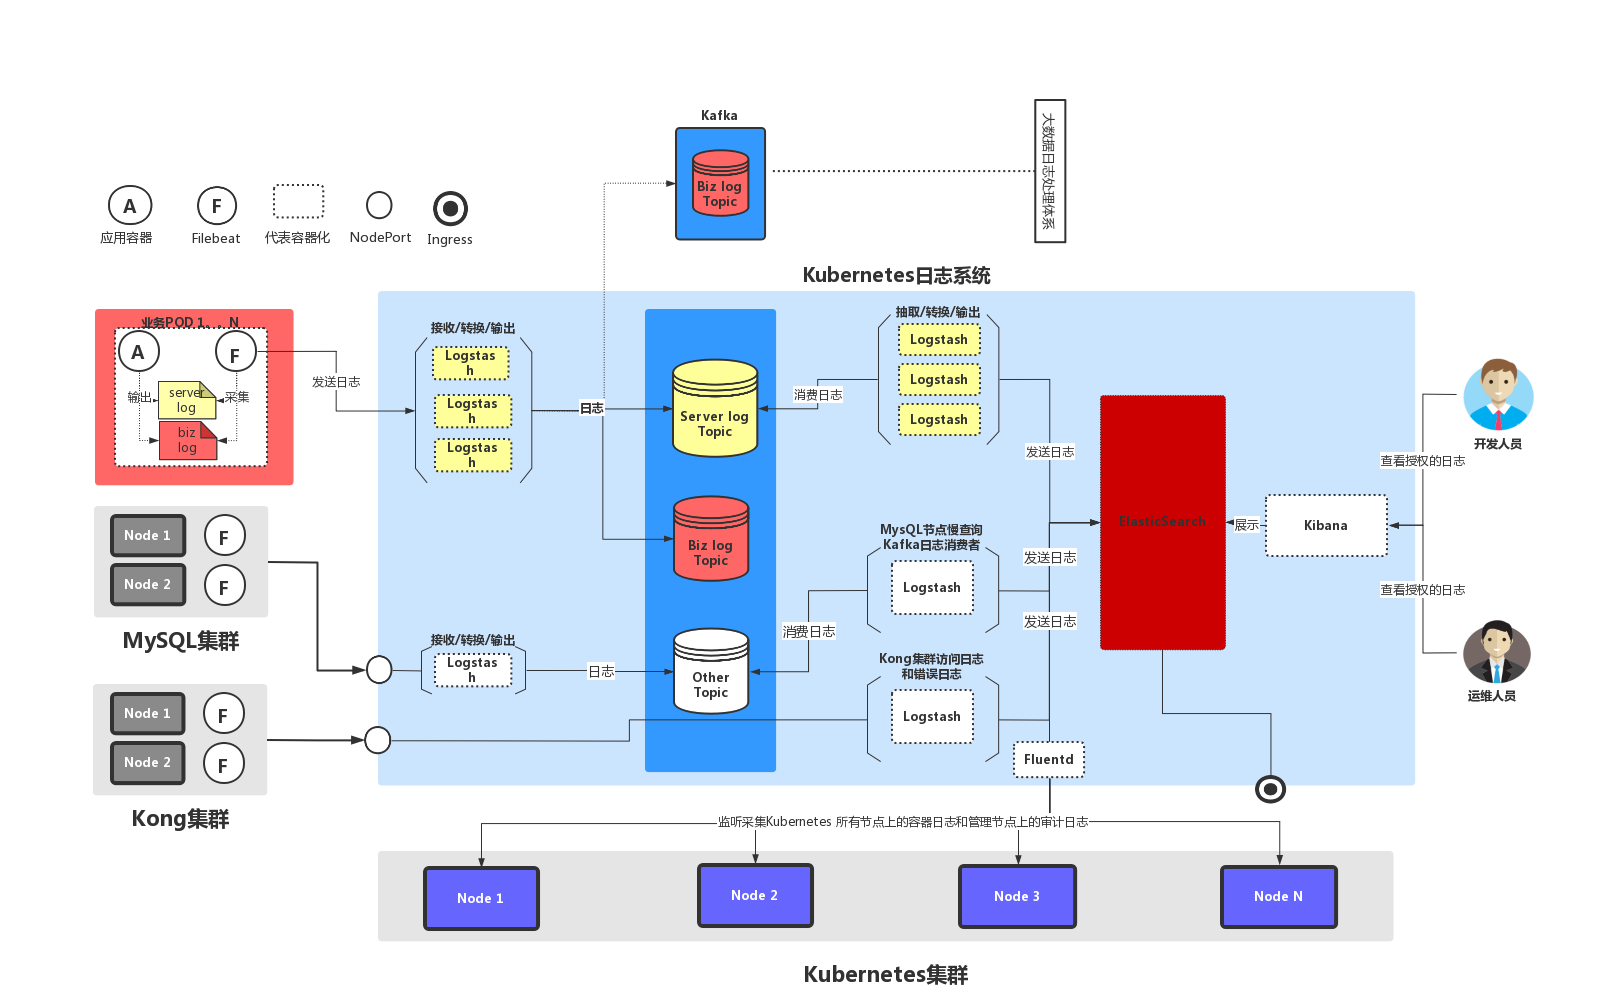 Kafka
Biz log
Topic
大数据日志处理体系
A
F
应用容器
Filebeat
代表容器化
NodePort
Ingress
Kubernetes日志系统
业务POD 1。。N
A
F
输出
server
log
采集
biz
log
发送日志
接收/转换/输出
Logstas
h
Logstas
h
Logstas
h
日志
Server log
Topic
Biz log
Topic
Other
Topic
消费日志
抽取/转换/输出
Logstash
Logstash
Logstash
发送日志
MysQL节点慢查询
Kafka日志消费者
Logstash
发送日志
消费日志
发送日志
Kong集群访问日志
和错误日志
Logstash
Fluentd
ElasticSearch
展示
Kibana
查看授权的日志
查看授权的日志
开发人员
运维人员
Node 1
F
Node 2
F
MySQL集群
接收/转换/输出
Logstas
h
日志
Node 1
F
Node 2
F
Kong集群
监听采集Kubernetes 所有节点上的容器日志和管理节点上的审计日志
Node 1
Node 2
Node 3
Node N
Kubernetes集群